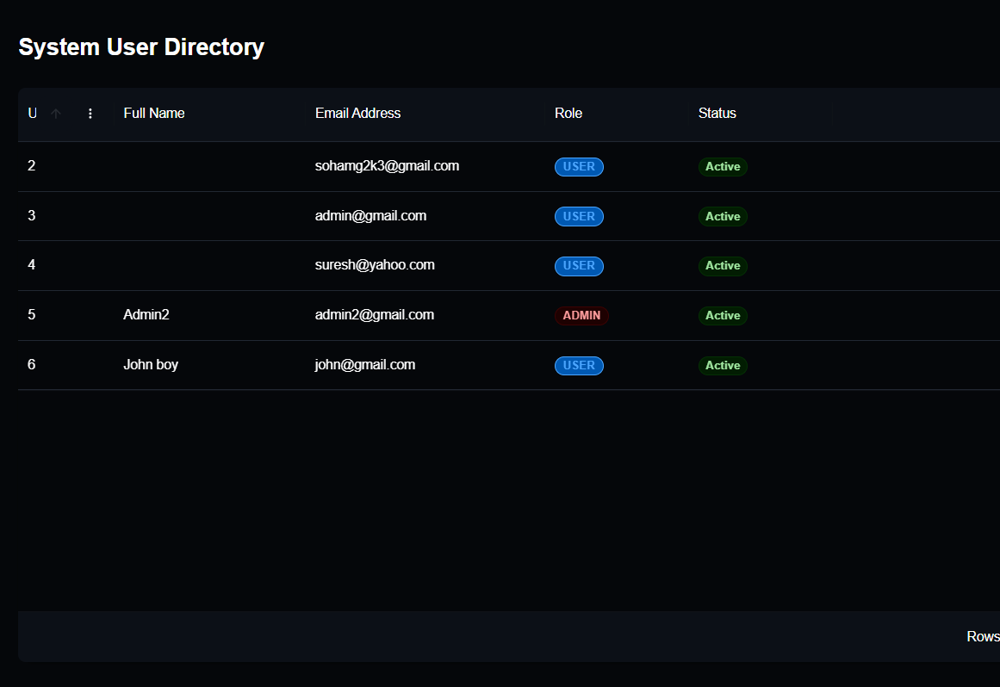 System User Directory
U Full Name Email Address Role Status
2 sohamg2k3@gmail.com USER Active
3 admin@gmail.com USER Active
4 suresh@yahoo.com USER Active
5 Admin2 admin2@gmail.com ADMIN Active
6 John boy john@gmail.com USER Active
Rows